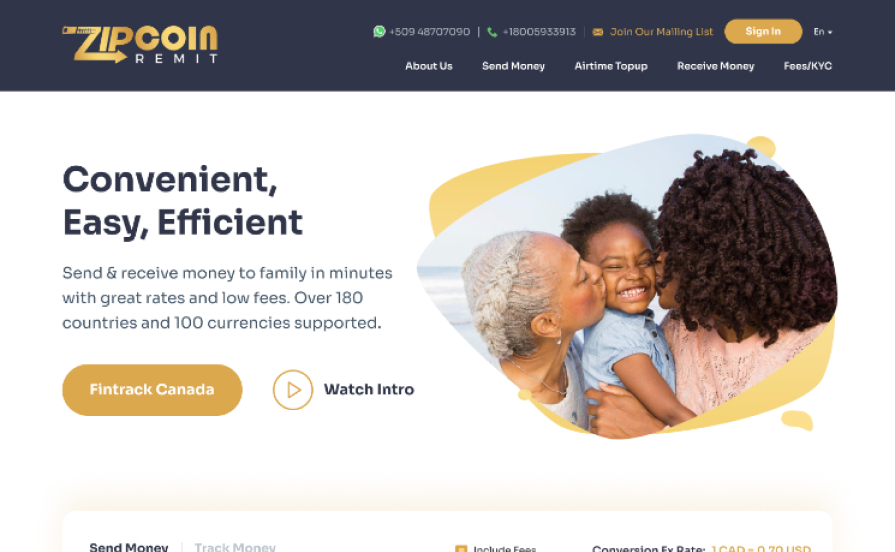 ZIPCOIN
REMIT
+509 48707090 | +18005933913 | Join Our Mailing List Sign In En
About Us Send Money Airtime Topup Receive Money Fees/KYC
Convenient,
Easy, Efficient
Send & receive money to family in minutes
with great rates and low fees. Over 180
countries and 100 currencies supported.
Fintrack Canada Watch Intro
Send Money | Track Money Include Fees Conversion Ex Rate: 1 CAD = 0.70 USD